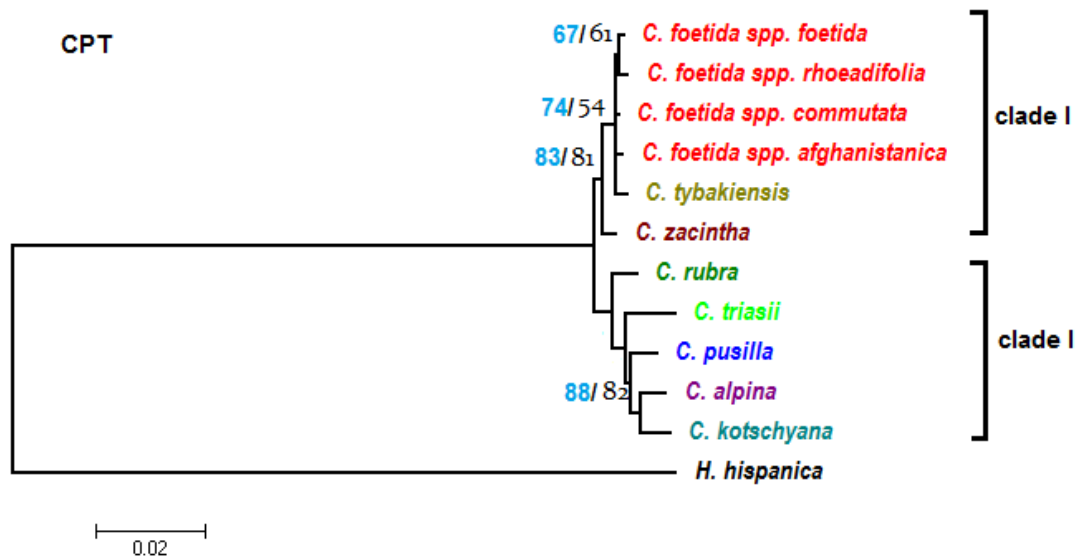 CPT
67/61
C. foetida spp. foetida
C. foetida spp. rhoeadifolia
74/54
C. foetida spp. commutata
clade I
83/81
C. foetida spp. afghanistanica
C. tybakiensis
C. zacintha
C. rubra
C. triasii
clade I
C. pusilla
88/82
C. alpina
C. kotschyana
H. hispanica
0.02